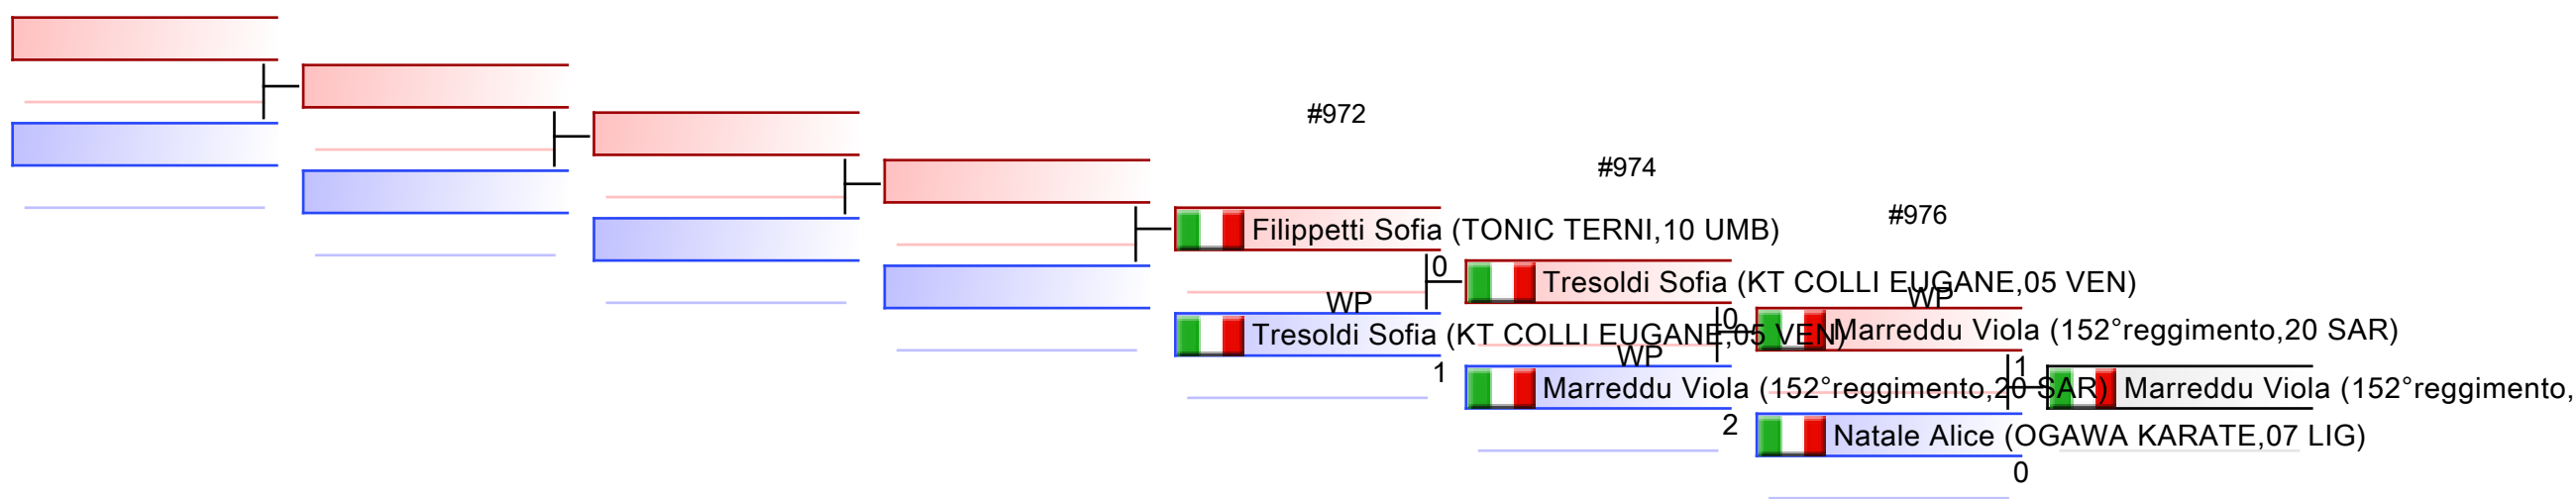 #972
#974
#976
Filippetti Sofia (TONIC TERNI,10 UMB)
0
Tresoldi Sofia (KT COLLI EUGANE,05 VEN)
WP
WP
0
Marreddu Viola (152°reggimento,20 SAR)
Tresoldi Sofia (KT COLLI EUGANE,05 VEN)
WP
1
1
Marreddu Viola (152°reggimento,20 SAR)
Marreddu Viola (152°reggimento,
2
Natale Alice (OGAWA KARATE,07 LIG)
0